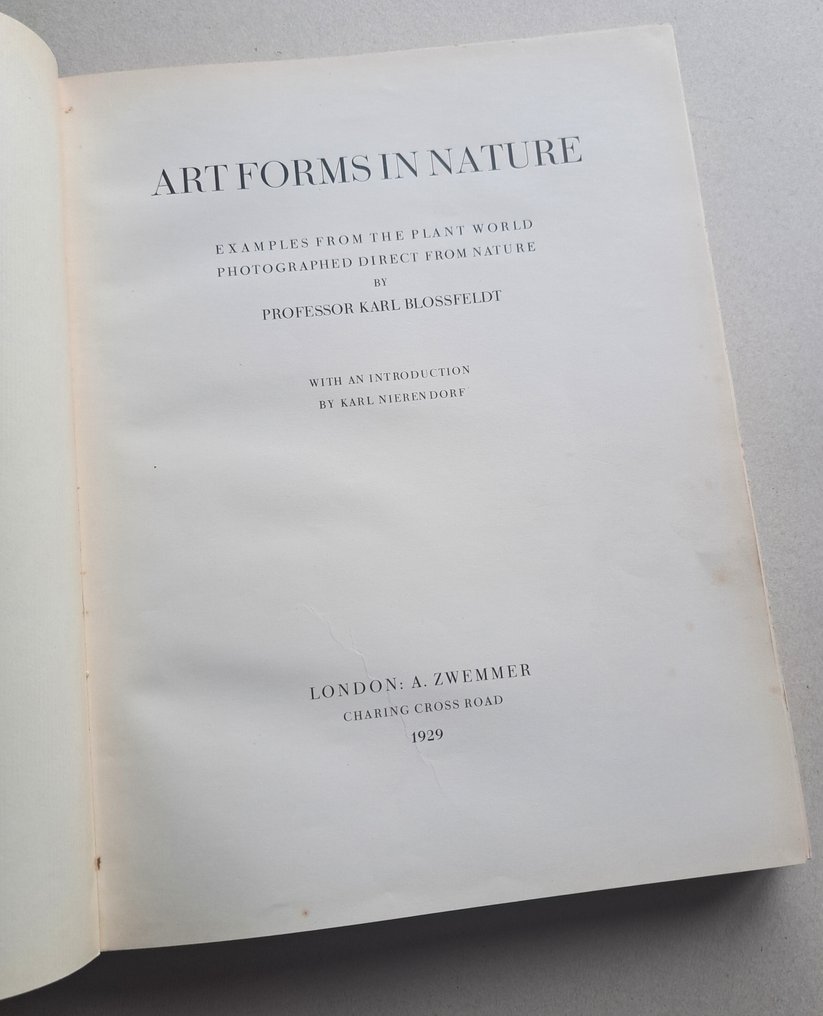 ART FORMS IN NATURE
EXAMPLES FROM THE PLANT WORLD
PHOTOGRAPHED DIRECT FROM NATURE
BY
PROFESSOR KARL BLOSSFELDT
WITH AN INTRODUCTION
BY KARL NIERENDORF
LONDON: A. ZWEMMER
CHARING CROSS ROAD
1929